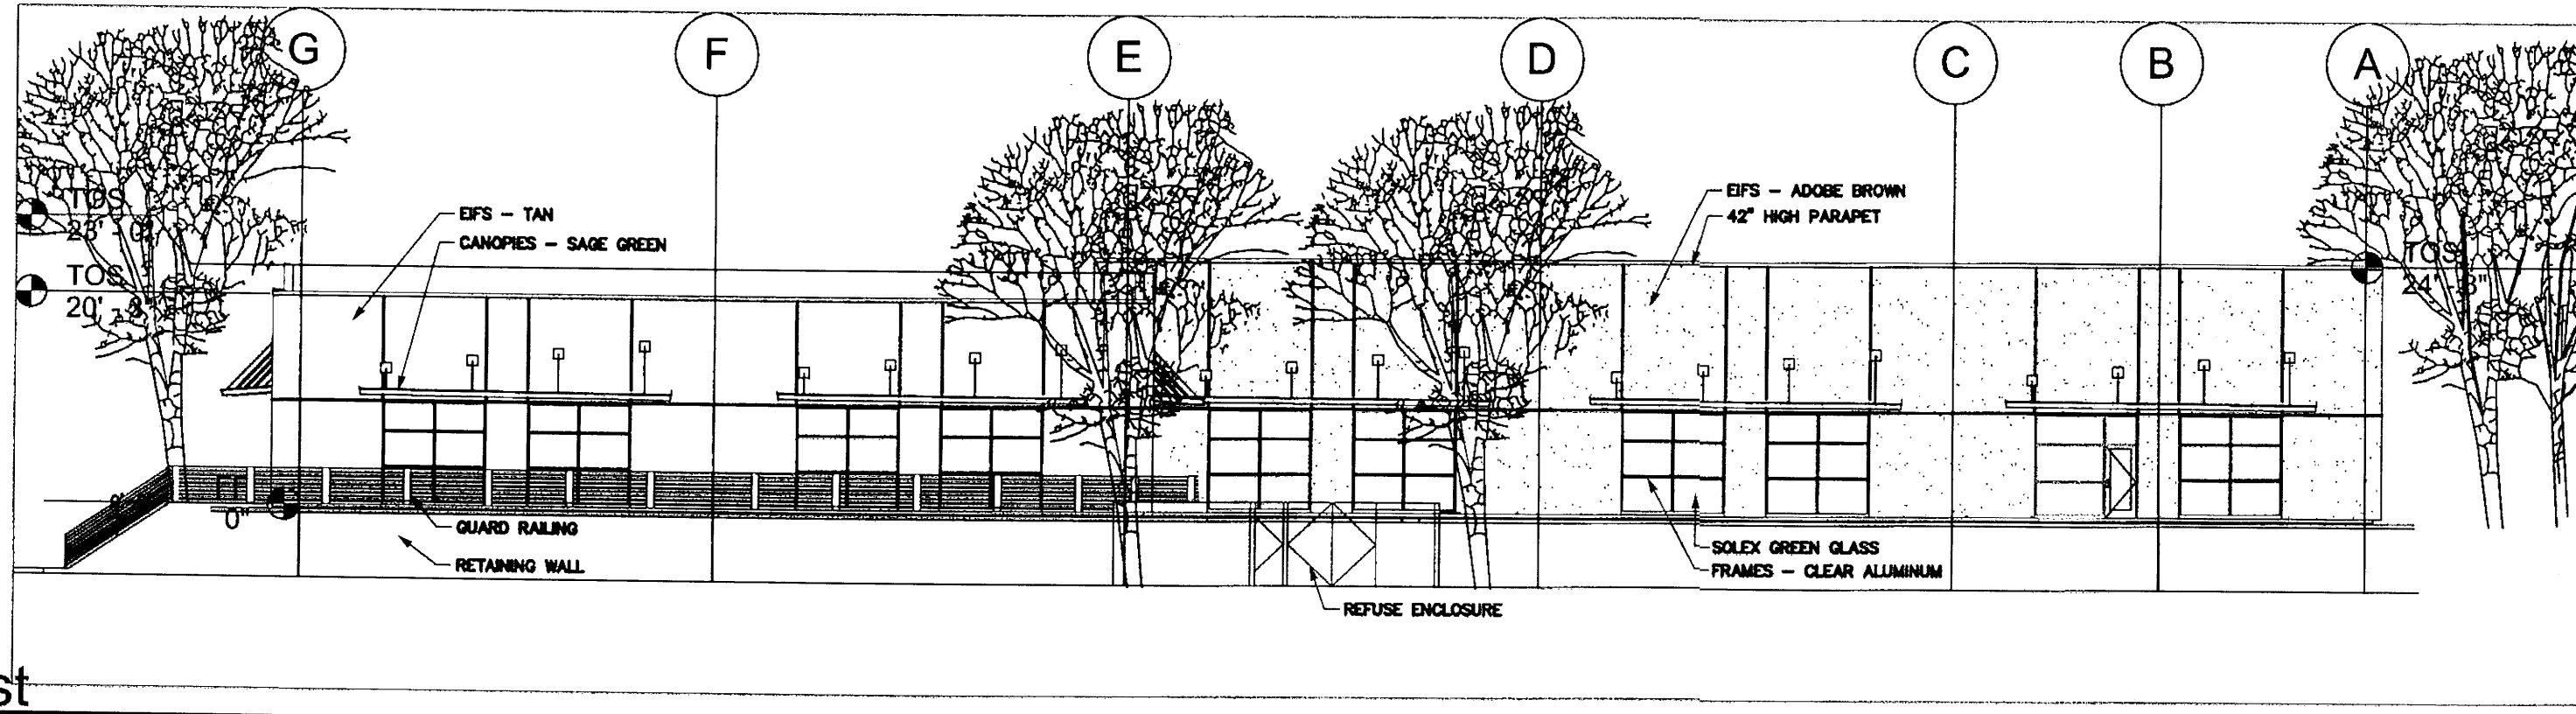 G F E D C B A
TOS
23' - 0"
TOS
20' -
EIFS - TAN
CANOPIES - SAGE GREEN
EIFS - ADOBE BROWN
42" HIGH PARAPET
TOS
24' 8"
0"
GUARD RAILING
RETAINING WALL
SOLEX GREEN GLASS
FRAMES - CLEAR ALUMINUM
REFUSE ENCLOSURE
st